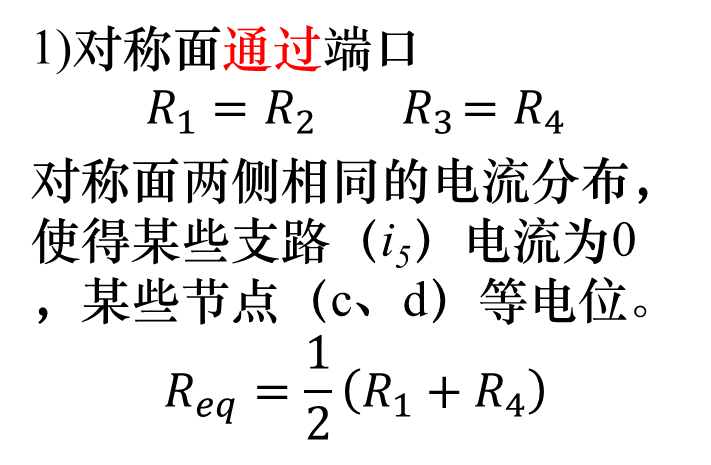 1)对称面通过端口
R₁ = R₂ R₃ = R₄
对称面两侧相同的电流分布，
使得某些支路（i₅）电流为0
，某些节点（c、d）等电位。
R_eq = 1/2 (R₁ + R₄)